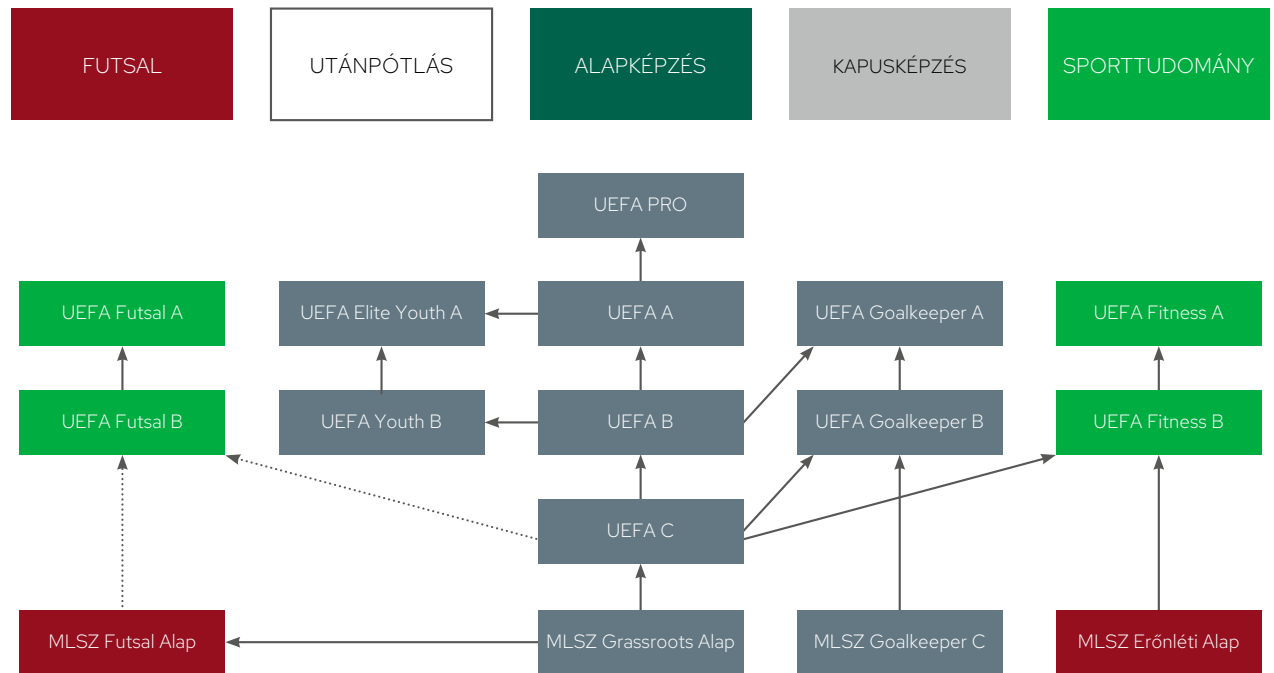 FUTSAL
UTÁNPÓTLÁS
ALAPKÉPZÉS
KAPUSKÉPZÉS
SPORTTUDOMÁNY
UEFA PRO
UEFA Futsal A
UEFA Elite Youth A
UEFA A
UEFA Goalkeeper A
UEFA Fitness A
UEFA Futsal B
UEFA Youth B
UEFA B
UEFA Goalkeeper B
UEFA Fitness B
UEFA C
MLSZ Futsal Alap
MLSZ Grassroots Alap
MLSZ Goalkeeper C
MLSZ Erőnléti Alap